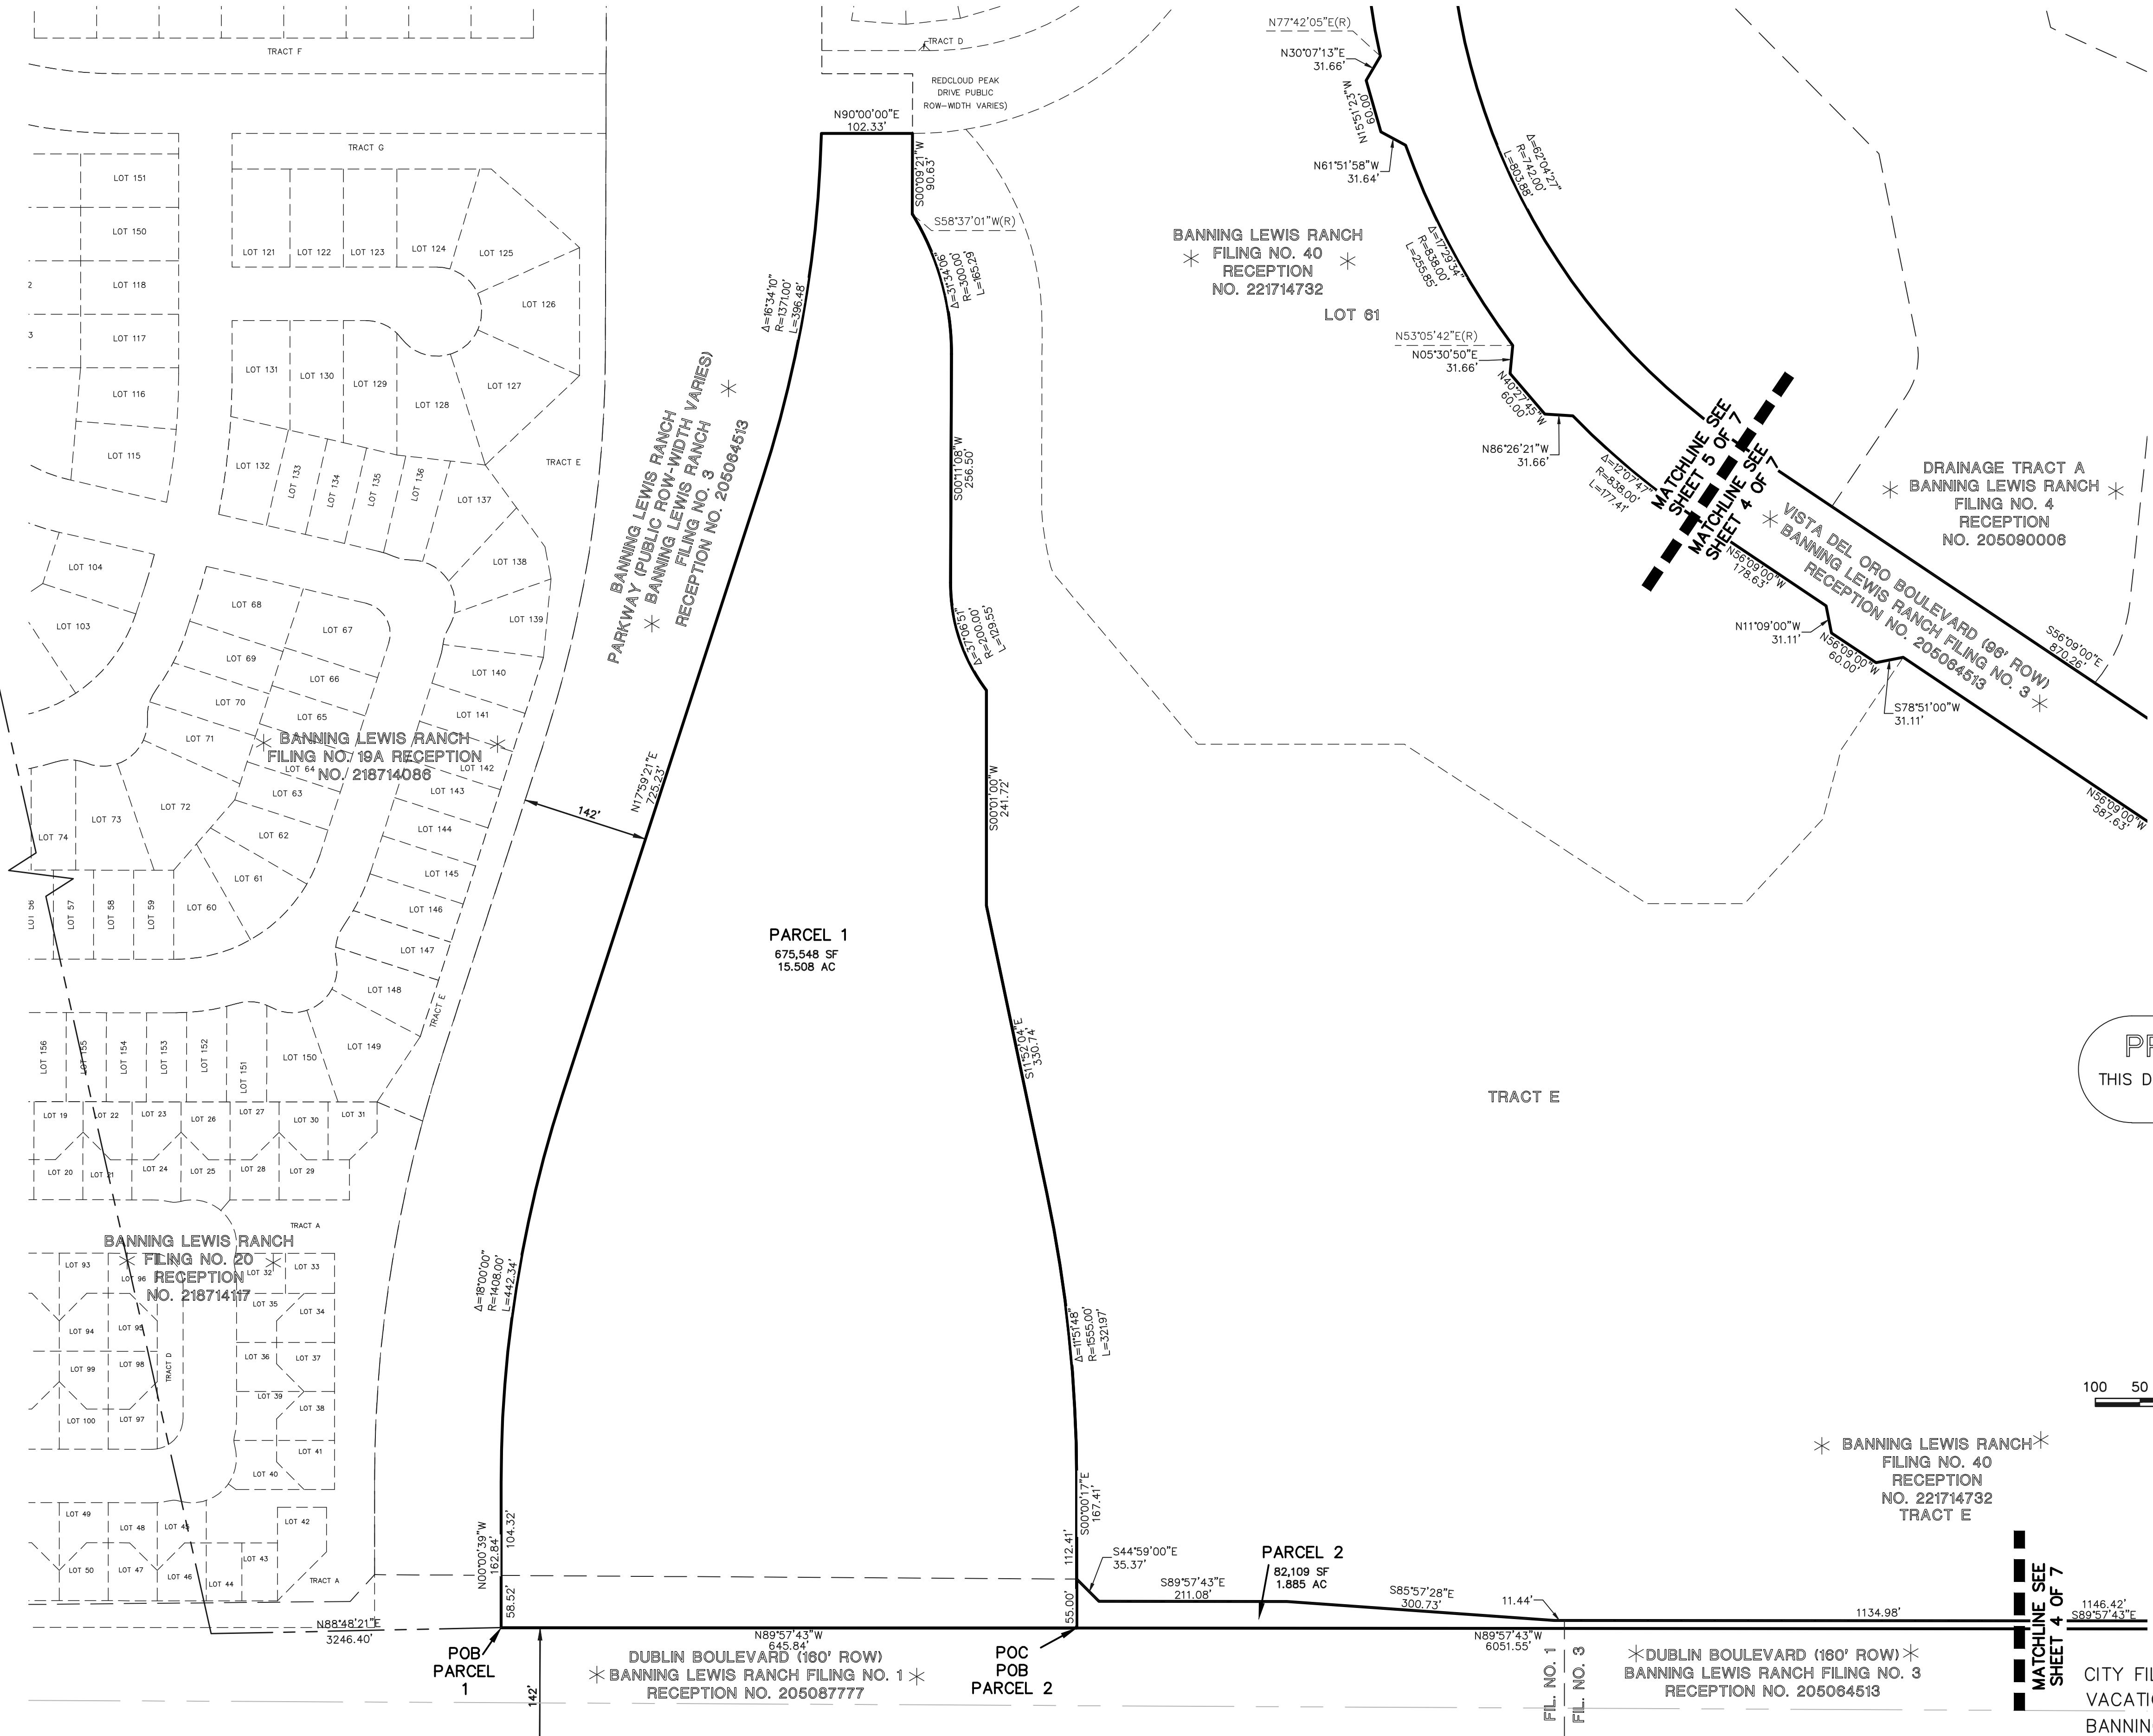 TRACT F
TRACT D
REDCLOUD PEAK
DRIVE PUBLIC
ROW-WIDTH VARIES)
N90°00'00"E
102.33'
S00°09'21"W
90.63'
S58°37'01"W(R)
Δ=31°34'06"
R=300.00'
L=165.29'
Δ=16°34'10"
R=1371.00'
L=396.48'
N77°42'05"E(R)
N30°07'13"E
31.66'
N15°51'23"W
60.00'
N61°51'58"W
31.64'
Δ=62°04'27"
R=742.00'
L=803.88'
Δ=17°29'34"
R=838.00'
L=255.85'
BANNING LEWIS RANCH
FILING NO. 40
RECEPTION
NO. 221714732
LOT 61
N53°05'42"E(R)
N05°30'50"E
31.66'
N40°27'45"W
60.00'
N86°26'21"W
31.66'
Δ=12°07'47"
R=838.00'
L=177.41'
MATCHLINE SEE
SHEET 5 OF 7
MATCHLINE SEE
SHEET 4 OF 7
DRAINAGE TRACT A
BANNING LEWIS RANCH
FILING NO. 4
RECEPTION
NO. 205090006
VISTA DEL ORO BOULEVARD (96' ROW)
BANNING LEWIS RANCH FILING NO. 3
RECEPTION NO. 205064513
N56°09'00"W
178.63'
N11°09'00"W
31.11'
N56°09'00"W
60.00'
S78°51'00"W
31.11'
S56°09'00"E
870.26'
N56°09'00"W
587.63'
TRACT G
LOT 151
LOT 150
LOT 118
LOT 117
LOT 116
LOT 115
2
3
LOT 121
LOT 122
LOT 123
LOT 124
LOT 125
LOT 126
LOT 127
LOT 128
LOT 129
LOT 130
LOT 131
LOT 132
LOT 133
LOT 134
LOT 135
LOT 136
LOT 137
TRACT E
LOT 138
LOT 139
LOT 140
LOT 141
LOT 142
LOT 143
LOT 144
LOT 145
LOT 146
LOT 147
LOT 148
LOT 149
TRACT E
LOT 104
LOT 103
LOT 68
LOT 67
LOT 69
LOT 66
LOT 70
LOT 65
LOT 71
LOT 64
LOT 63
LOT 72
LOT 62
LOT 73
LOT 74
LOT 61
LOT 60
LOT 59
LOT 58
LOT 57
LOT 56
BANNING LEWIS RANCH
FILING NO. 19A RECEPTION
NO. 218714086
BANNING LEWIS RANCH
PARKWAY (PUBLIC ROW-WIDTH VARIES)
BANNING LEWIS RANCH
FILING NO. 3
RECEPTION NO. 205064513
S00°11'08"W
256.50'
Δ=37°06'51"
R=200.00'
L=129.55'
N17°59'21"E
725.23'
142'
S00°01'00"W
241.72'
PARCEL 1
675,548 SF
15.508 AC
S11°52'04"E
330.74'
TRACT E
PR
THIS D
LOT 156
LOT 155
LOT 154
LOT 153
LOT 152
LOT 151
LOT 150
LOT 19
LOT 22
LOT 23
LOT 26
LOT 27
LOT 30
LOT 31
LOT 20
LOT 21
LOT 24
LOT 25
LOT 28
LOT 29
TRACT A
BANNING LEWIS RANCH
FILING NO. 20
RECEPTION
NO. 218714117
LOT 93
LOT 96
LOT 32
LOT 33
LOT 35
LOT 34
LOT 94
LOT 95
LOT 36
LOT 37
LOT 99
LOT 98
TRACT D
LOT 39
LOT 38
LOT 100
LOT 97
LOT 41
LOT 40
LOT 49
LOT 48
LOT 45
LOT 42
LOT 43
LOT 50
LOT 47
LOT 46
LOT 44
TRACT A
Δ=18°00'00"
R=1408.00'
L=442.34'
Δ=11°51'48"
R=1555.00'
L=321.97'
N00°00'39"W
162.84'
104.32'
58.52'
S00°00'17"E
167.41'
112.41'
55.00'
S44°59'00"E
35.37'
S89°57'43"E
211.08'
PARCEL 2
82,109 SF
1.885 AC
S85°57'28"E
300.73'
11.44'
1134.98'
1146.42'
S89°57'43"E
100 50
BANNING LEWIS RANCH
FILING NO. 40
RECEPTION
NO. 221714732
TRACT E
MATCHLINE SEE
SHEET 4 OF 7
N88°48'21"E
3246.40'
POB
PARCEL
1
142'
N89°57'43"W
645.84'
DUBLIN BOULEVARD (160' ROW)
BANNING LEWIS RANCH FILING NO. 1
RECEPTION NO. 205087777
POC
POB
PARCEL 2
N89°57'43"W
6051.55'
FIL. NO. 1
FIL. NO. 3
DUBLIN BOULEVARD (160' ROW)
BANNING LEWIS RANCH FILING NO. 3
RECEPTION NO. 205064513
CITY FIL
VACATI
BANNIN